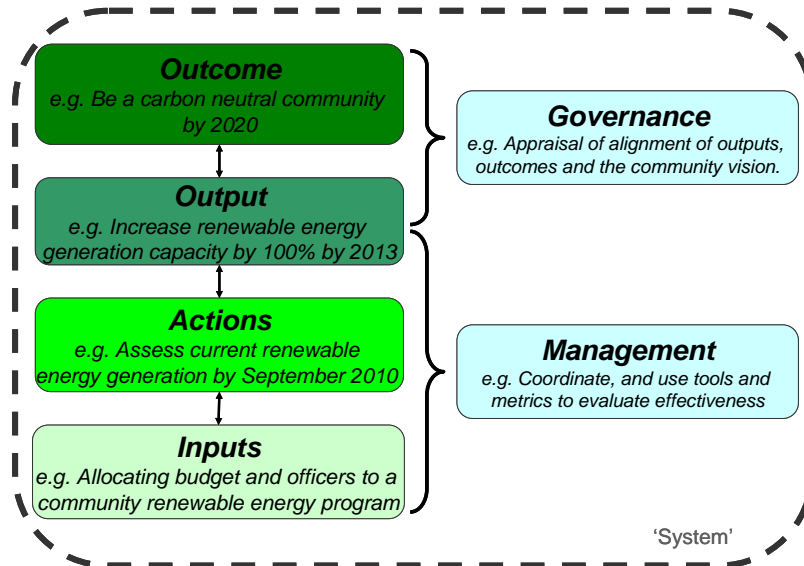 Outcome
e.g. Be a carbon neutral community
by 2020
Output
e.g. Increase renewable energy
generation capacity by 100% by 2013
Actions
e.g. Assess current renewable
energy generation by September 2010
Inputs
e.g. Allocating budget and officers to a
community renewable energy program
Governance
e.g. Appraisal of alignment of outputs,
outcomes and the community vision.
Management
e.g. Coordinate, and use tools and
metrics to evaluate effectiveness
‘System’